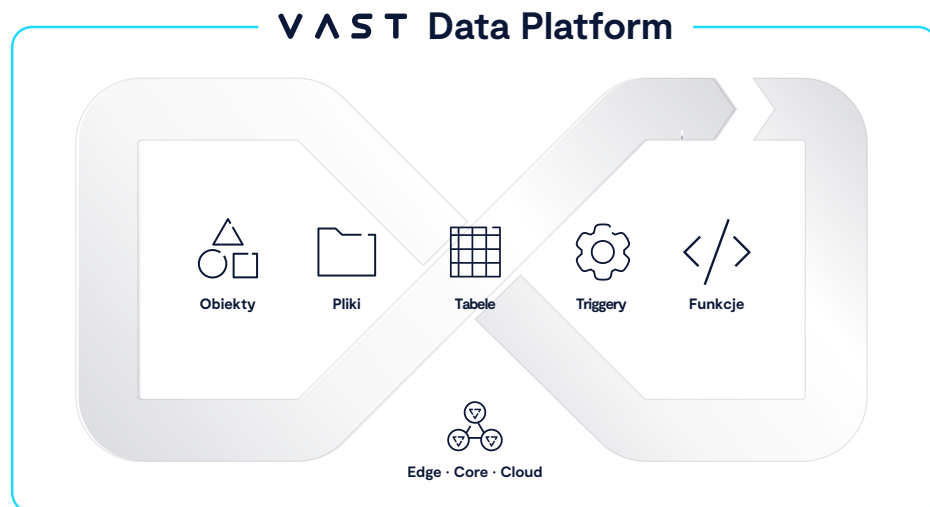 VAST Data Platform
Obiekty
Pliki
Tabele
Triggery
Funkcje
Edge · Core · Cloud